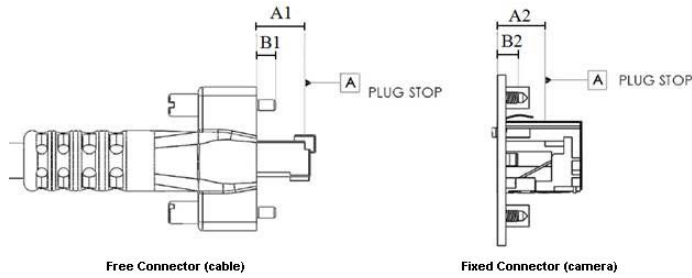 A1
B1
A PLUG STOP
A2
B2
A PLUG STOP
Free Connector (cable)
Fixed Connector (camera)